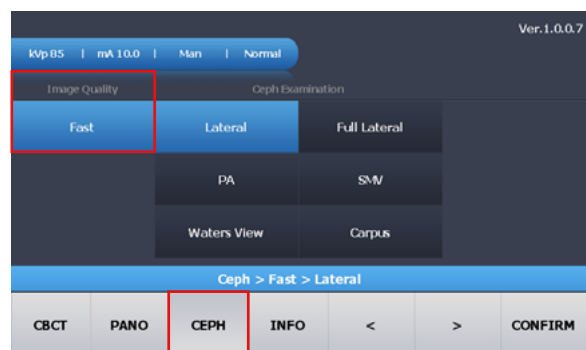 Ver.1.0.0.7
kVp 85 | mA 10.0 | Man | Normal
Image Quality Ceph Examination
Fast Lateral Full Lateral
PA SMV
Waters View Carpus
Ceph > Fast > Lateral
CBCT PANO CEPH INFO < > CONFIRM